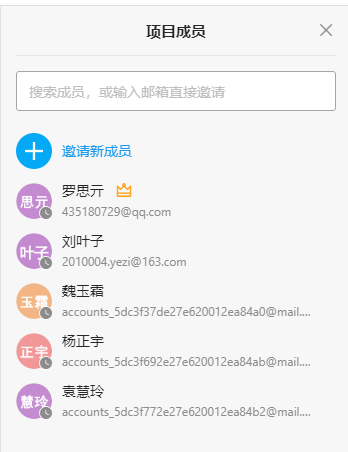 项目成员
搜索成员，或输入邮箱直接邀请
邀请新成员
思亓
罗思亓
435180729@qq.com
叶子
刘叶子
2010004.yezi@163.com
玉霜
魏玉霜
accounts_5dc3f37de27e620012ea84a0@mail....
正宇
杨正宇
accounts_5dc3f692e27e620012ea84ab@mail....
慧玲
袁慧玲
accounts_5dc3f772e27e620012ea84b2@mail....